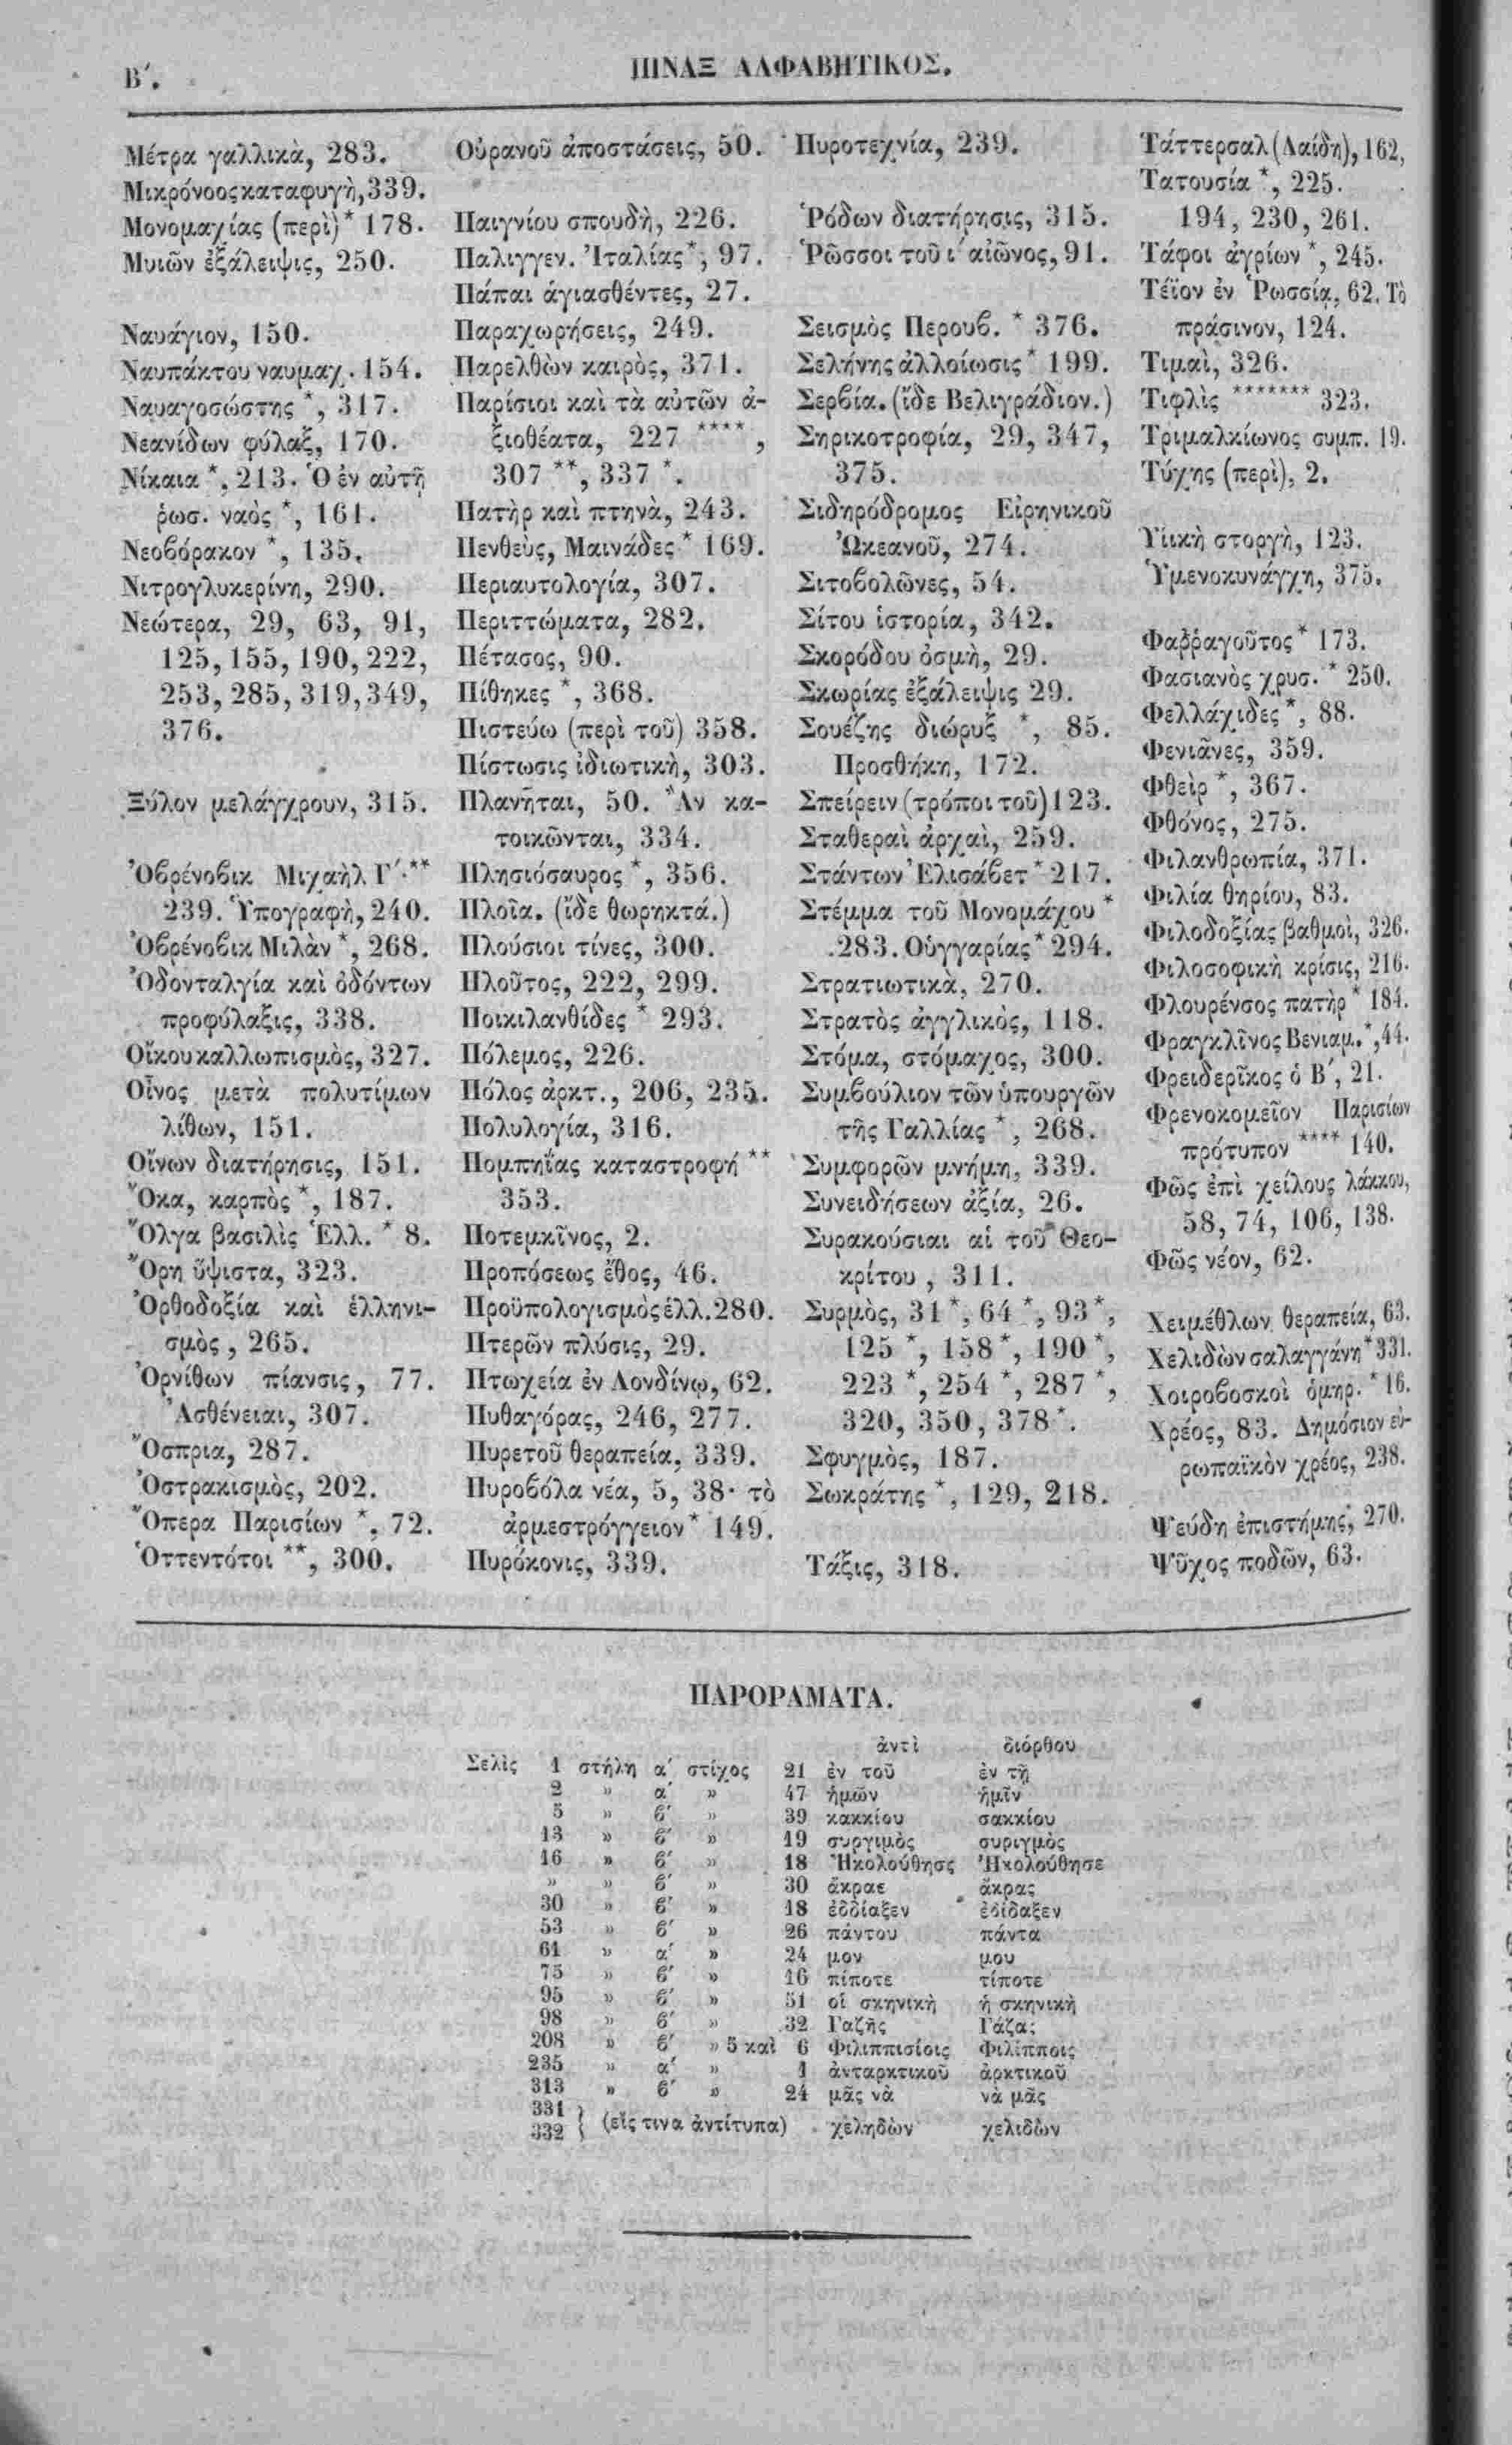 Β΄.
ΠΙΝΑΞ ΑΛΦΑΒΗΤΙΚΟΣ.
Μέτρα γαλλικὰ, 283.
Μικρόνοος καταφυγὴ, 339.
Μονομαχίας (περὶ)* 178.
Μυιῶν ἐξάλειψις, 250.
Ναυάγιον, 150.
Ναυπάκτου ναυμαχ. 154.
Ναυαγοσώστης *, 317.
Νεανίδων φύλαξ, 170.
Νίκαια *, 213. Ὁ ἐν αὐτῇ
ῥωσ. ναὸς *, 161.
Νεοβόρακον *, 135.
Νιτρογλυκερίνη, 290.
Νεώτερα, 29, 63, 91,
125, 155, 190, 222,
253, 285, 319, 349,
376.
Ξύλον μελάγχρουν, 315.
Ὀβρένοβικ Μιχαὴλ Γ΄.**
239. Ὑπογραφὴ, 240.
Ὀβρένοβικ Μιλὰν *, 268.
Ὀδονταλγία καὶ ὀδόντων
προφύλαξις, 338.
Οἴκου καλλωπισμὸς, 327.
Οἶνος μετὰ πολυτίμων
λίθων, 151.
Οἴνων διατήρησις, 151.
Ὄκα, καρπὸς *, 187.
Ὄλγα βασιλὶς Ἑλλ. * 8.
Ὄρη ὕψιστα, 323.
Ὀρθοδοξία καὶ ἑλληνι-
σμὸς, 265.
Ὀρνίθων πίανσις, 77.
Ἀσθένειαι, 307.
Ὄσπρια, 287.
Ὀστρακισμὸς, 202.
Ὄπερα Παρισίων *, 72.
Ὀττεντότοι **, 300.
Οὐρανοῦ ἀποστάσεις, 50.
Παιγνίου σπουδὴ, 226.
Παλιγγεν. Ἰταλίας*, 97.
Πάπαι ἁγιασθέντες, 27.
Παραχωρήσεις, 249.
Παρελθὼν καιρὸς, 371.
Παρίσιοι καὶ τὰ αὐτῶν ἀ-
ξιοθέατα, 227 ****,
307 **, 337 *.
Πατὴρ καὶ πτηνὰ, 243.
Πενθεὺς, Μαινάδες * 169.
Περιαυτολογία, 307.
Περιττώματα, 282.
Πέτασος, 90.
Πίθηκες *, 368.
Πιστεύω (περὶ τοῦ) 358.
Πίστωσις ἰδιωτικὴ, 303.
Πλανῆται, 50. Ἂν κα-
τοικῶνται, 334.
Πλησιόσαυρος *, 356.
Πλοῖα. (ἴδε θωρηκτά.)
Πλούσιοι τίνες, 300.
Πλοῦτος, 222, 299.
Ποικιλανθίδες * 293.
Πόλεμος, 226.
Πόλος ἀρκτ., 206, 235.
Πολυλογία, 316.
Πομπηΐας καταστροφή **
353.
Ποτεμκῖνος, 2.
Προπόσεως ἔθος, 46.
Προϋπολογισμὸς ἑλλ. 280.
Πτερῶν πλύσις, 29.
Πτωχεία ἐν Λονδίνῳ, 62.
Πυθαγόρας, 246, 277.
Πυρετοῦ θεραπεία, 339.
Πυροβόλα νέα, 5, 38· τὸ
ἁρμεστρόγγειον * 149.
Πυρόκονις, 339.
Πυροτεχνία, 239.
Ῥόδων διατήρησις, 315.
Ῥῶσσοι τοῦ ι΄ αἰῶνος, 91.
Σεισμὸς Περουβ. * 376.
Σελήνης ἀλλοίωσις * 199.
Σερβία. (ἴδε Βελιγράδιον.)
Σηρικοτροφία, 29, 347,
375.
Σιδηρόδρομος Εἰρηνικοῦ
Ὠκεανοῦ, 274.
Σιτοβολῶνες, 54.
Σίτου ἱστορία, 342.
Σκορόδου ὀσμὴ, 29.
Σκωρίας ἐξάλειψις 29.
Σουέζης διώρυξ *, 85.
Προσθήκη, 172.
Σπείρειν (τρόποι τοῦ) 123.
Σταθεραὶ ἀρχαὶ, 259.
Στάντων Ἐλισάβετ * 217.
Στέμμα τοῦ Μονομάχου *
283. Οὑγγαρίας * 294.
Στρατιωτικὰ, 270.
Στρατὸς ἀγγλικὸς, 118.
Στόμα, στόμαχος, 300.
Συμβούλιον τῶν ὑπουργῶν
τῆς Γαλλίας *, 268.
Συμφορῶν μνήμη, 339.
Συνειδήσεων ἀξία, 26.
Συρακούσιαι αἱ τοῦ Θεο-
κρίτου, 311.
Συρμὸς, 31 *, 64 *, 93 *,
125 *, 158 *, 190 *,
223 *, 254 *, 287 *,
320, 350, 378 *.
Σφυγμὸς, 187.
Σωκράτης *, 129, 218.
Τάξις, 318.
Τάττερσαλ (Λαίδη), 162,
Τατουσία *, 225.
194, 230, 261.
Τάφοι ἀγρίων *, 245.
Τέϊον ἐν Ῥωσσίᾳ, 62. Τὸ
πράσινον, 124.
Τιμαὶ, 326.
Τιφλὶς ******* 323.
Τριμαλκίωνος συμπ. 19.
Τύχης (περὶ), 2.
Υἱικὴ στοργὴ, 123.
Ὑμενοκυνάγχη, 375.
Φαῤῥαγοῦτος * 173.
Φασιανὸς χρυσ. * 250.
Φελλάχιδες *, 88.
Φενιᾶνες, 359.
Φθεὶρ *, 367.
Φθόνος, 275.
Φιλανθρωπία, 371.
Φιλία θηρίου, 83.
Φιλοδοξίας βαθμοὶ, 326.
Φιλοσοφικὴ κρίσις, 216.
Φλουρένσος πατὴρ * 184.
Φραγκλῖνος Βενιαμ. *, 44.
Φρειδερῖκος ὁ Β΄, 21.
Φρενοκομεῖον Παρισίων
πρότυπον **** 140.
Φῶς ἐπὶ χείλους λάκκου,
58, 74, 106, 138.
Φῶς νέον, 62.
Χειμέθλων θεραπεία, 63.
Χελιδὼν σαλαγγάνη * 331.
Χοιροβοσκοὶ ὁμηρ. * 16.
Χρέος, 83. Δημόσιον εὐ-
ρωπαϊκὸν χρέος, 238.
Ψεύδη ἐπιστήμης, 270.
Ψῦχος ποδῶν, 63.
ΠΑΡΟΡΑΜΑΤΑ.
ἀντὶ διόρθου
Σελὶς 1 στήλη α΄ στίχος 21 ἐν τοῦ ἐν τῇ
2 » α΄ » 47 ἡμῶν ἡμῖν
5 » β΄ » 39 κακκίου σακκίου
13 » β΄ » 19 συργιμὸς συριγμὸς
16 » β΄ » 18 Ἠκολούθησς Ἠκολούθησε
» » β΄ » 30 ἄκραε ἄκρας
30 » β΄ » 18 ἐδδίαξεν ἐδίδαξεν
53 » β΄ » 26 πάντου πάντα
61 » α΄ » 24 μον μου
75 » β΄ » 16 πίποτε τίποτε
95 » β΄ » 51 οἱ σκηνικὴ ἡ σκηνικὴ
98 » β΄ » 32 Γαζῆς Γάζα;
208 » β΄ » 5 καὶ 6 Φιλιππισίοις Φιλίπποις
235 » α΄ » 1 ἀνταρκτικοῦ ἀρκτικοῦ
313 » β΄ » 24 μᾶς νὰ νὰ μᾶς
331
332 } (εἴς τινα ἀντίτυπα) χεληδὼν χελιδὼν